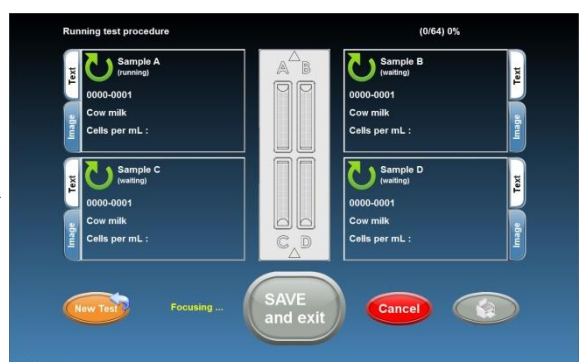 Running test procedure
(0/64) 0%
Text
Image
Sample A
(running)
0000-0001
Cow milk
Cells per mL :
A B
Sample B
(waiting)
0000-0001
Cow milk
Cells per mL :
Text
Image
Text
Image
Sample C
(waiting)
0000-0001
Cow milk
Cells per mL :
C D
Sample D
(waiting)
0000-0001
Cow milk
Cells per mL :
Text
Image
New Test
Focusing ...
SAVE
and exit
Cancel